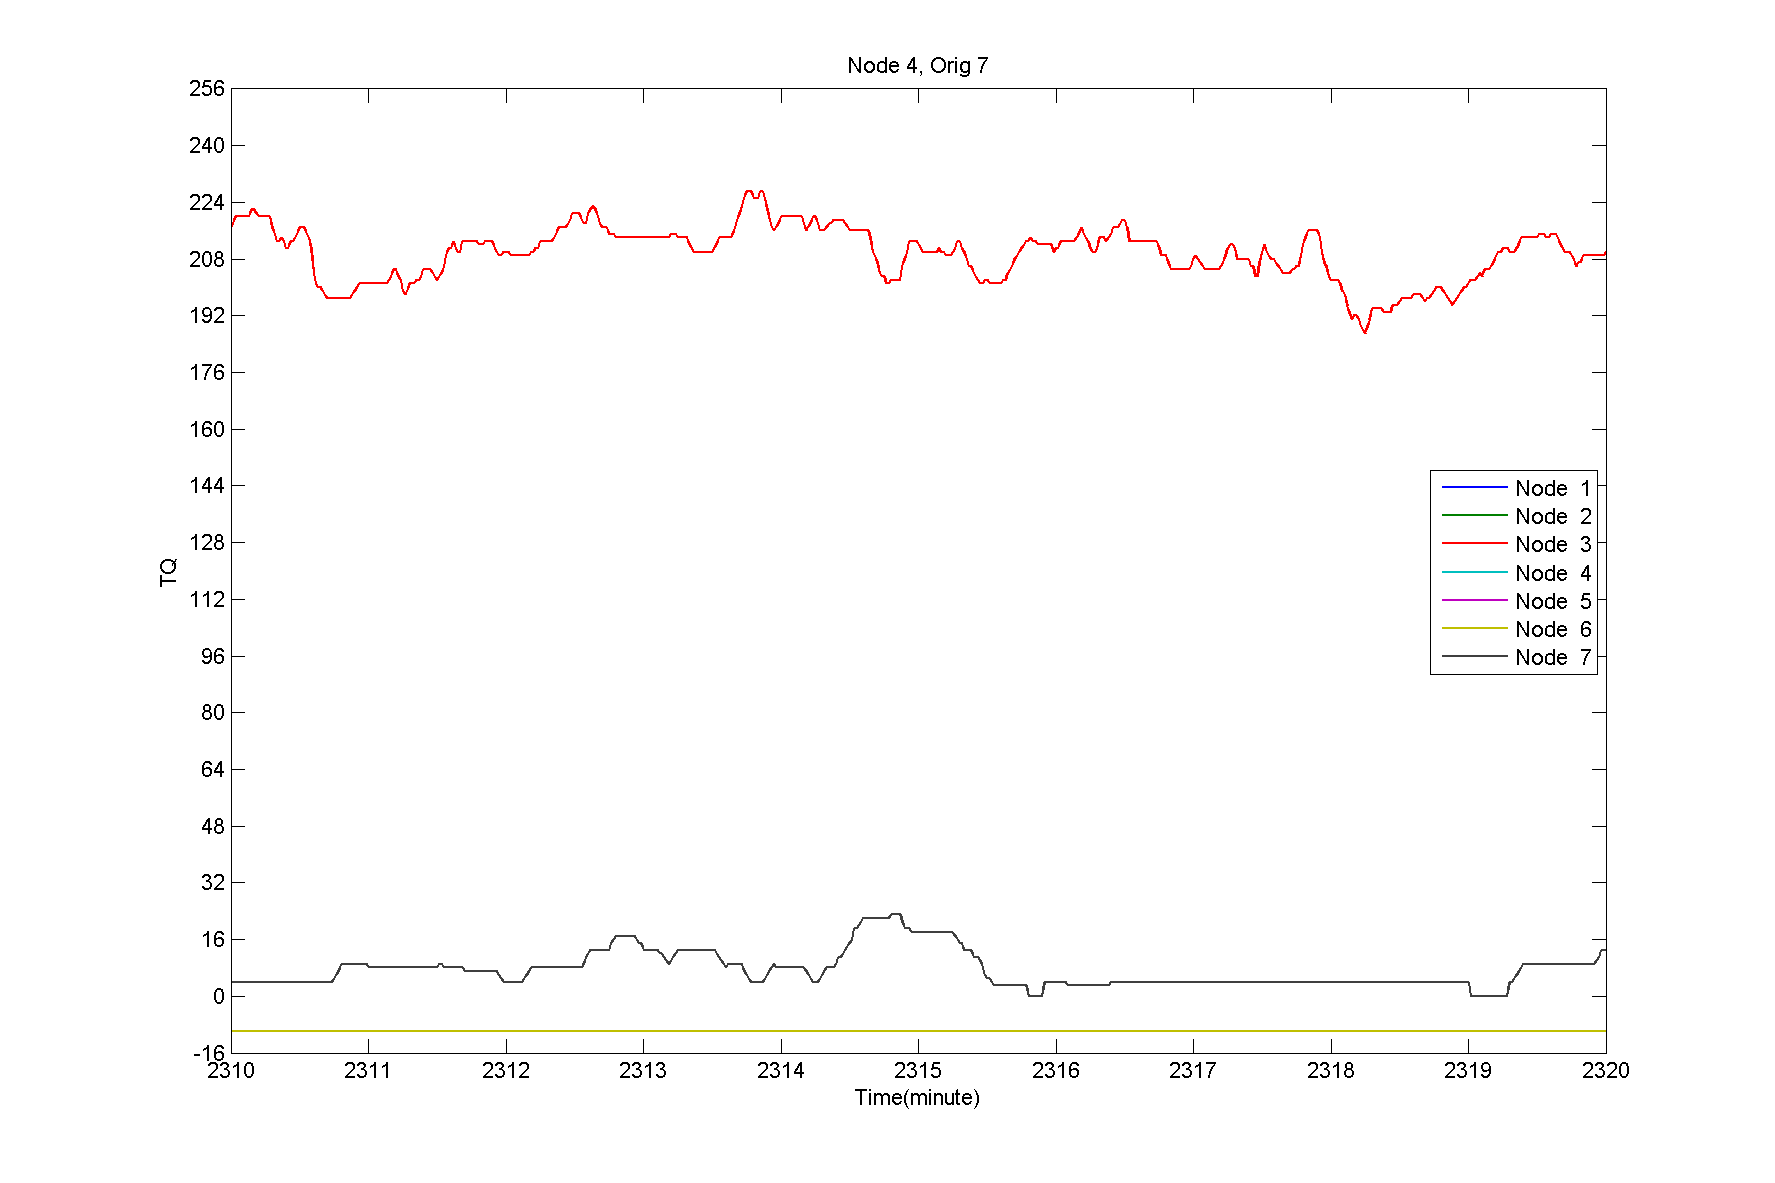 Node 4, Orig 7
256
240
224
208
192
176
160
144
128
112
96
80
64
48
32
16
0
-16
TQ
Node 1
Node 2
Node 3
Node 4
Node 5
Node 6
Node 7
2310 2311 2312 2313 2314 2315 2316 2317 2318 2319 2320
Time(minute)